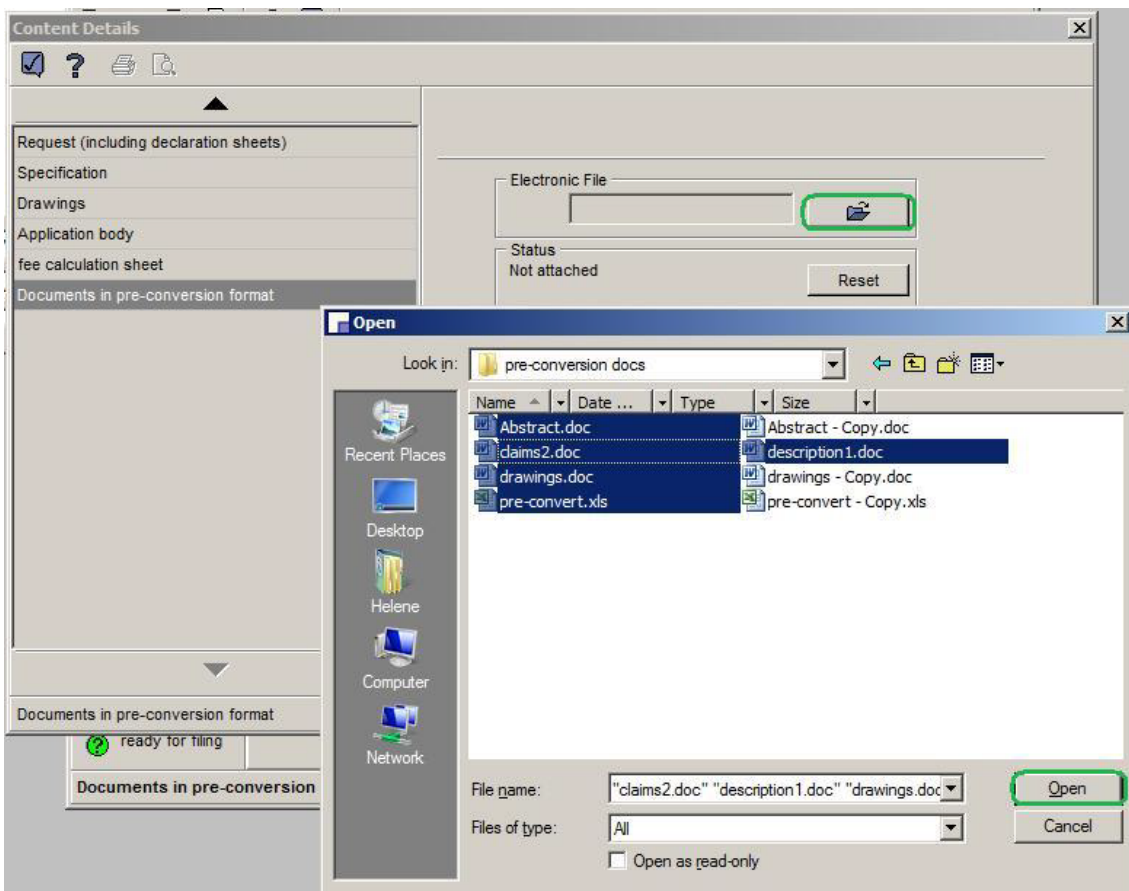 Content Details
Request (including declaration sheets)
Specification
Drawings
Application body
fee calculation sheet
Documents in pre-conversion format
Electronic File
Status
Not attached
Reset
Open
Look in:
pre-conversion docs
Name
Date ...
Type
Size
Abstract.doc
Abstract - Copy.doc
claims2.doc
description1.doc
drawings.doc
drawings - Copy.doc
pre-convert.xls
pre-convert - Copy.xls
Recent Places
Desktop
Helene
Computer
Network
Documents in pre-conversion format
ready for filing
Documents in pre-conversion
File name:
"claims2.doc" "description1.doc" "drawings.doc
Open
Files of type:
All
Cancel
Open as read-only